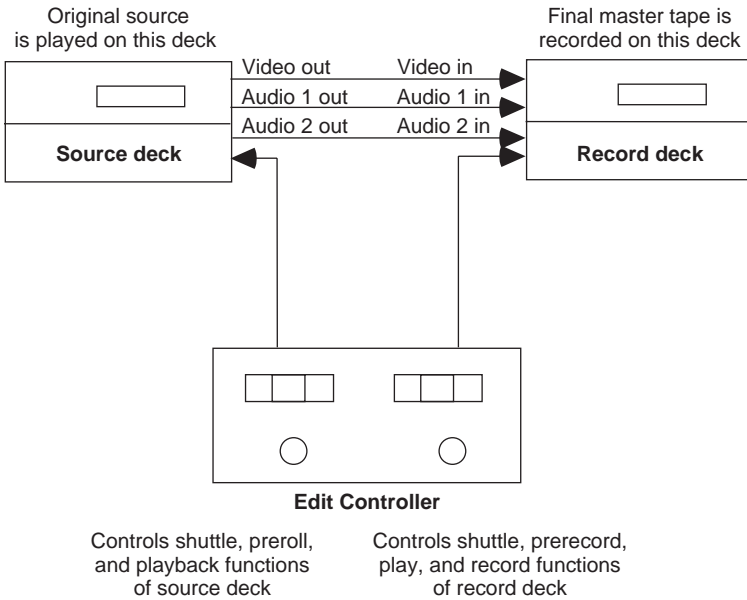 Original source
is played on this deck
Final master tape is
recorded on this deck
Video out Video in
Audio 1 out Audio 1 in
Audio 2 out Audio 2 in
Source deck
Record deck
Edit Controller
Controls shuttle, preroll,
and playback functions
of source deck
Controls shuttle, prerecord,
play, and record functions
of record deck